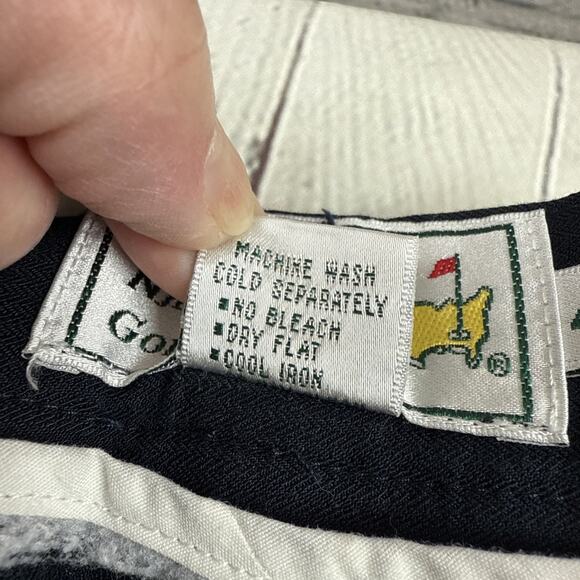 MACHINE WASH
COLD SEPARATELY
▪NO BLEACH
▪DRY FLAT
▪COOL IRON
®